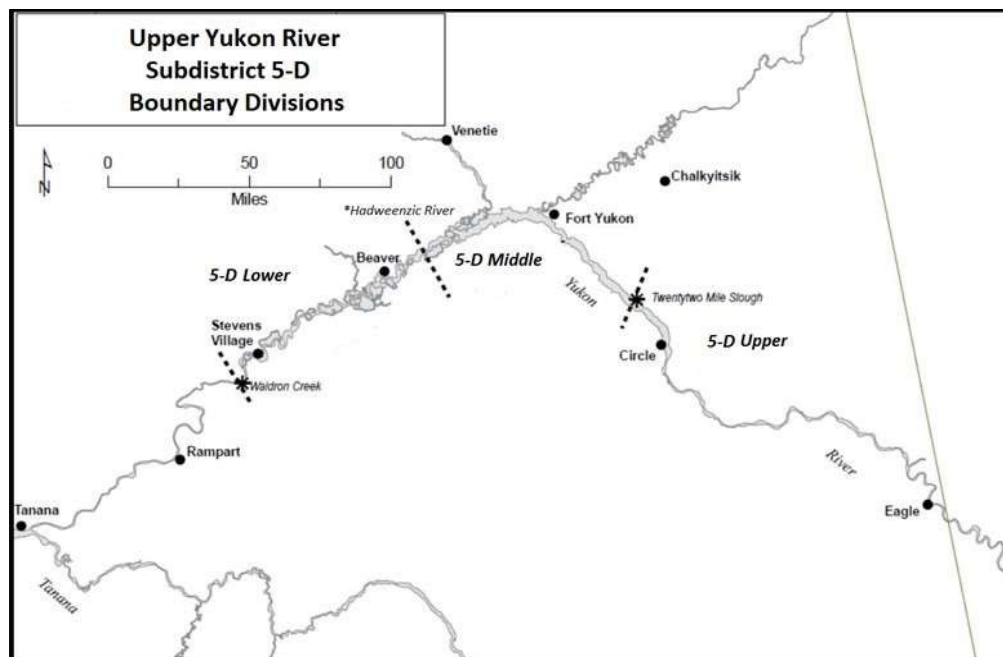 Upper Yukon River
Subdistrict 5-D
Boundary Divisions
Venetie
0 50 100
Miles
N
Chalkyitsik
*Hadweenzic River
Fort Yukon
Beaver
5-D Middle
5-D Lower
Yukon
Twentytwo Mile Slough
Stevens
Village
Circle
5-D Upper
Waldron Creek
Rampart
River
Tanana
Eagle
Tanana